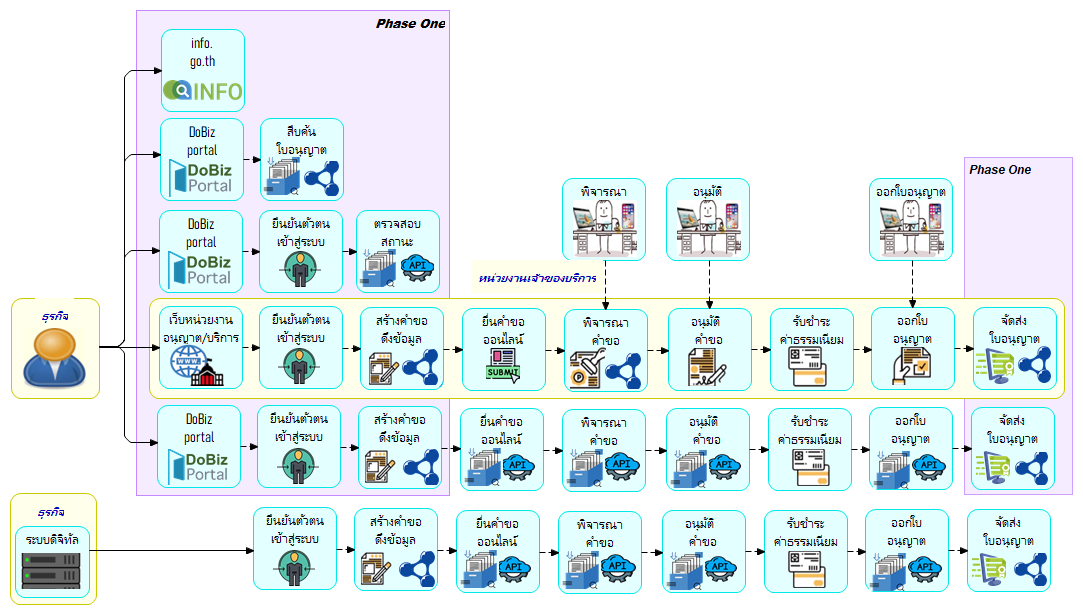 Phase One
info.
go.th
INFO
DoBiz
portal
DoBiz
Portal
สืบค้น
ใบอนุญาต
Phase One
พิจารณา
อนุมัติ
ออกใบอนุญาต
DoBiz
portal
DoBiz
Portal
ยืนยันตัวตน
เข้าสู่ระบบ
ตรวจสอบ
สถานะ
API
หน่วยงานเจ้าของบริการ
ธุรกิจ
เว็บหน่วยงาน
อนุญาต/บริการ
WWW
ยืนยันตัวตน
เข้าสู่ระบบ
สร้างคำขอ
ดึงข้อมูล
ยื่นคำขอ
ออนไลน์
SUBMIT
พิจารณา
คำขอ
อนุมัติ
คำขอ
รับชำระ
ค่าธรรมเนียม
ออกใบ
อนุญาต
จัดส่ง
ใบอนุญาต
DoBiz
portal
DoBiz
Portal
ยืนยันตัวตน
เข้าสู่ระบบ
สร้างคำขอ
ดึงข้อมูล
ยื่นคำขอ
ออนไลน์
API
พิจารณา
คำขอ
API
อนุมัติ
คำขอ
API
รับชำระ
ค่าธรรมเนียม
ออกใบ
อนุญาต
API
จัดส่ง
ใบอนุญาต
ธุรกิจ
ระบบดิจิทัล
ยืนยันตัวตน
เข้าสู่ระบบ
สร้างคำขอ
ดึงข้อมูล
ยื่นคำขอ
ออนไลน์
API
พิจารณา
คำขอ
API
อนุมัติ
คำขอ
API
รับชำระ
ค่าธรรมเนียม
ออกใบ
อนุญาต
API
จัดส่ง
ใบอนุญาต